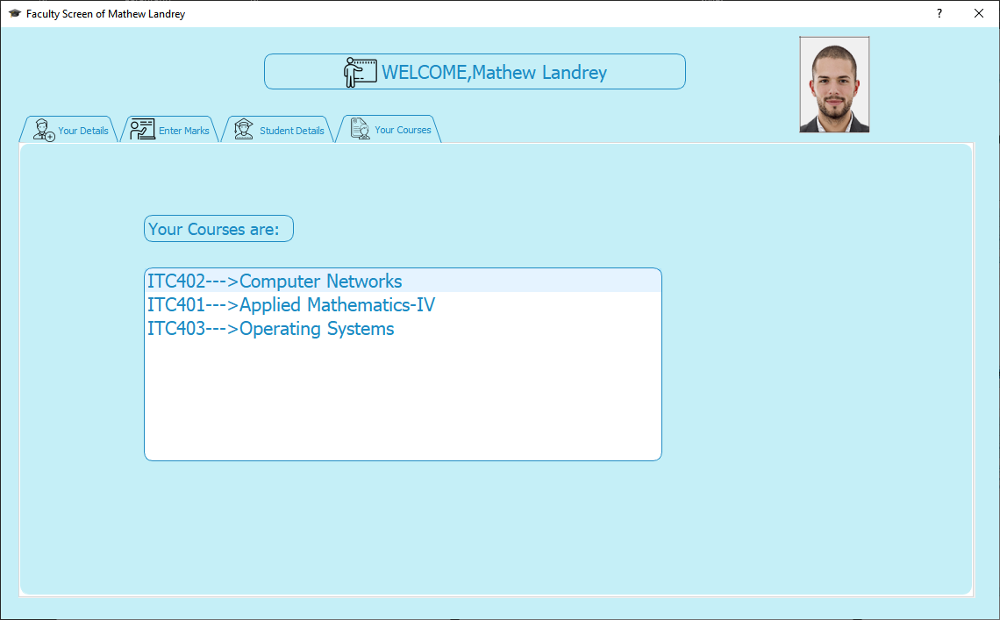 Faculty Screen of Mathew Landrey
?
WELCOME,Mathew Landrey
Your Details
Enter Marks
Student Details
Your Courses
Your Courses are:
ITC402--->Computer Networks
ITC401--->Applied Mathematics-IV
ITC403--->Operating Systems